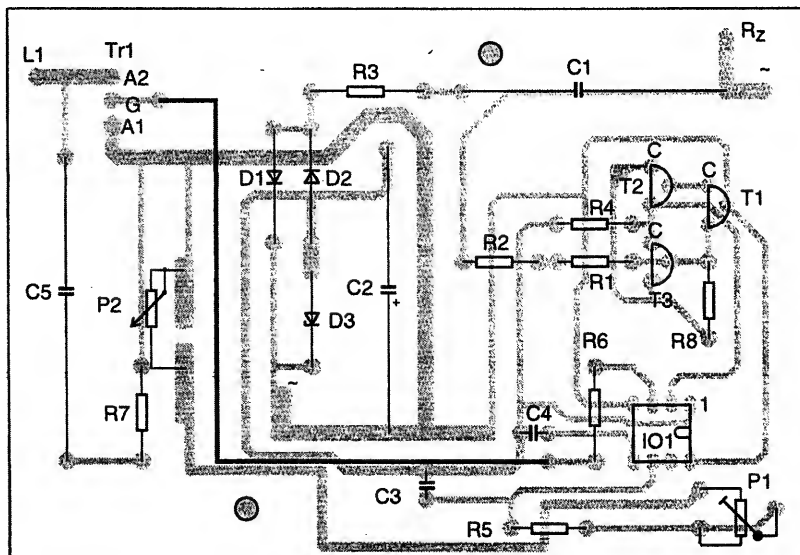 L1 Tr1 Rz
A2 R3 C1 ~
G
A1
D1 D2 C C
T2 T1
R4
R2 R1 C
C5 P2 C2 + D3 T3
R8
R6
~
R7 C4 1
IO1
C3 P1
R5